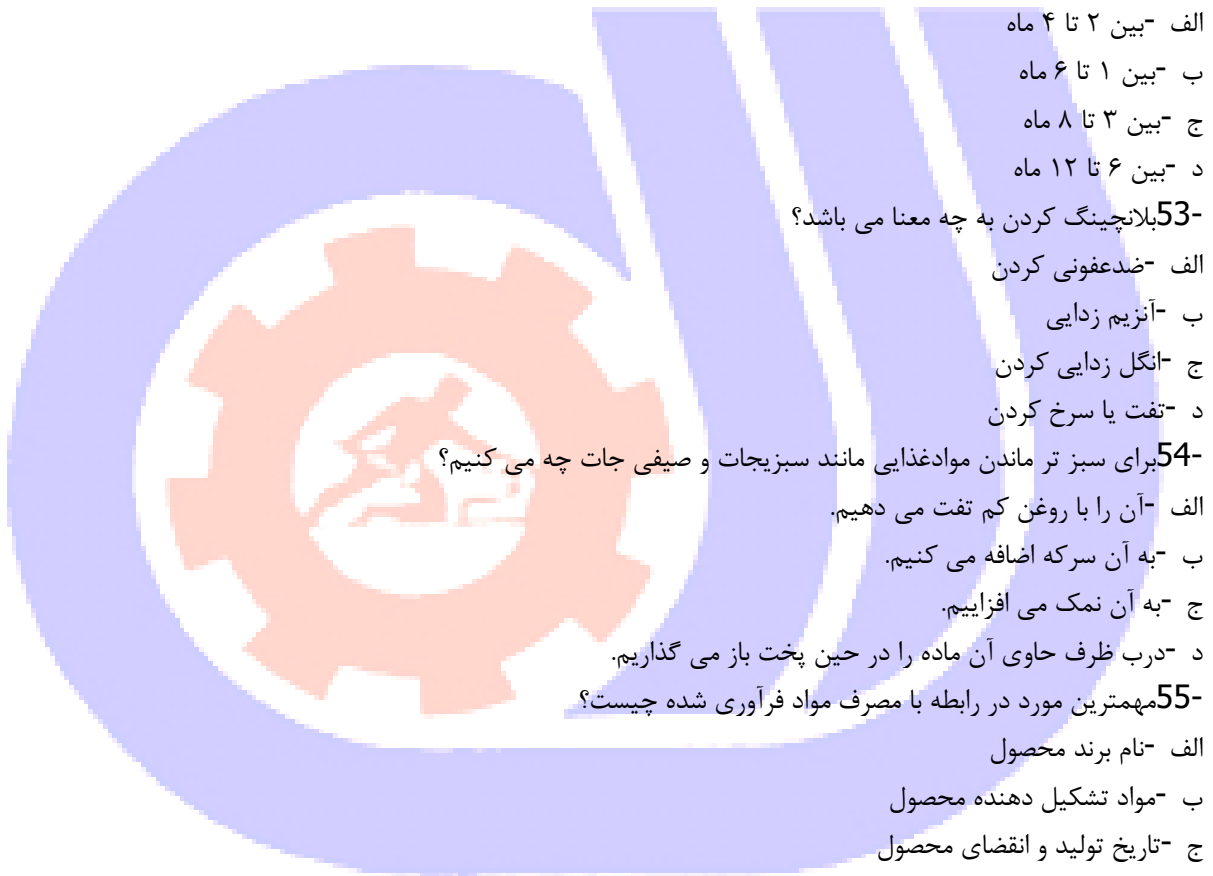 الف -بین ۲ تا ۴ ماه
ب -بین ۱ تا ۶ ماه
ج -بین ۳ تا ۸ ماه
د -بین ۶ تا ۱۲ ماه
53-بلانچینگ کردن به چه معنا می باشد؟
الف -ضدعفونی کردن
ب -آنزیم زدایی
ج -انگل زدایی کردن
د -تفت یا سرخ کردن
54-برای سبز تر ماندن موادغذایی مانند سبزیجات و صیفی جات چه می کنیم؟
الف -آن را با روغن کم تفت می دهیم.
ب -به آن سرکه اضافه می کنیم.
ج -به آن نمک می افزاییم.
د -درب ظرف حاوی آن ماده را در حین پخت باز می گذاریم.
55-مهمترین مورد در رابطه با مصرف مواد فرآوری شده چیست؟
الف -نام برند محصول
ب -مواد تشکیل دهنده محصول
ج -تاریخ تولید و انقضای محصول